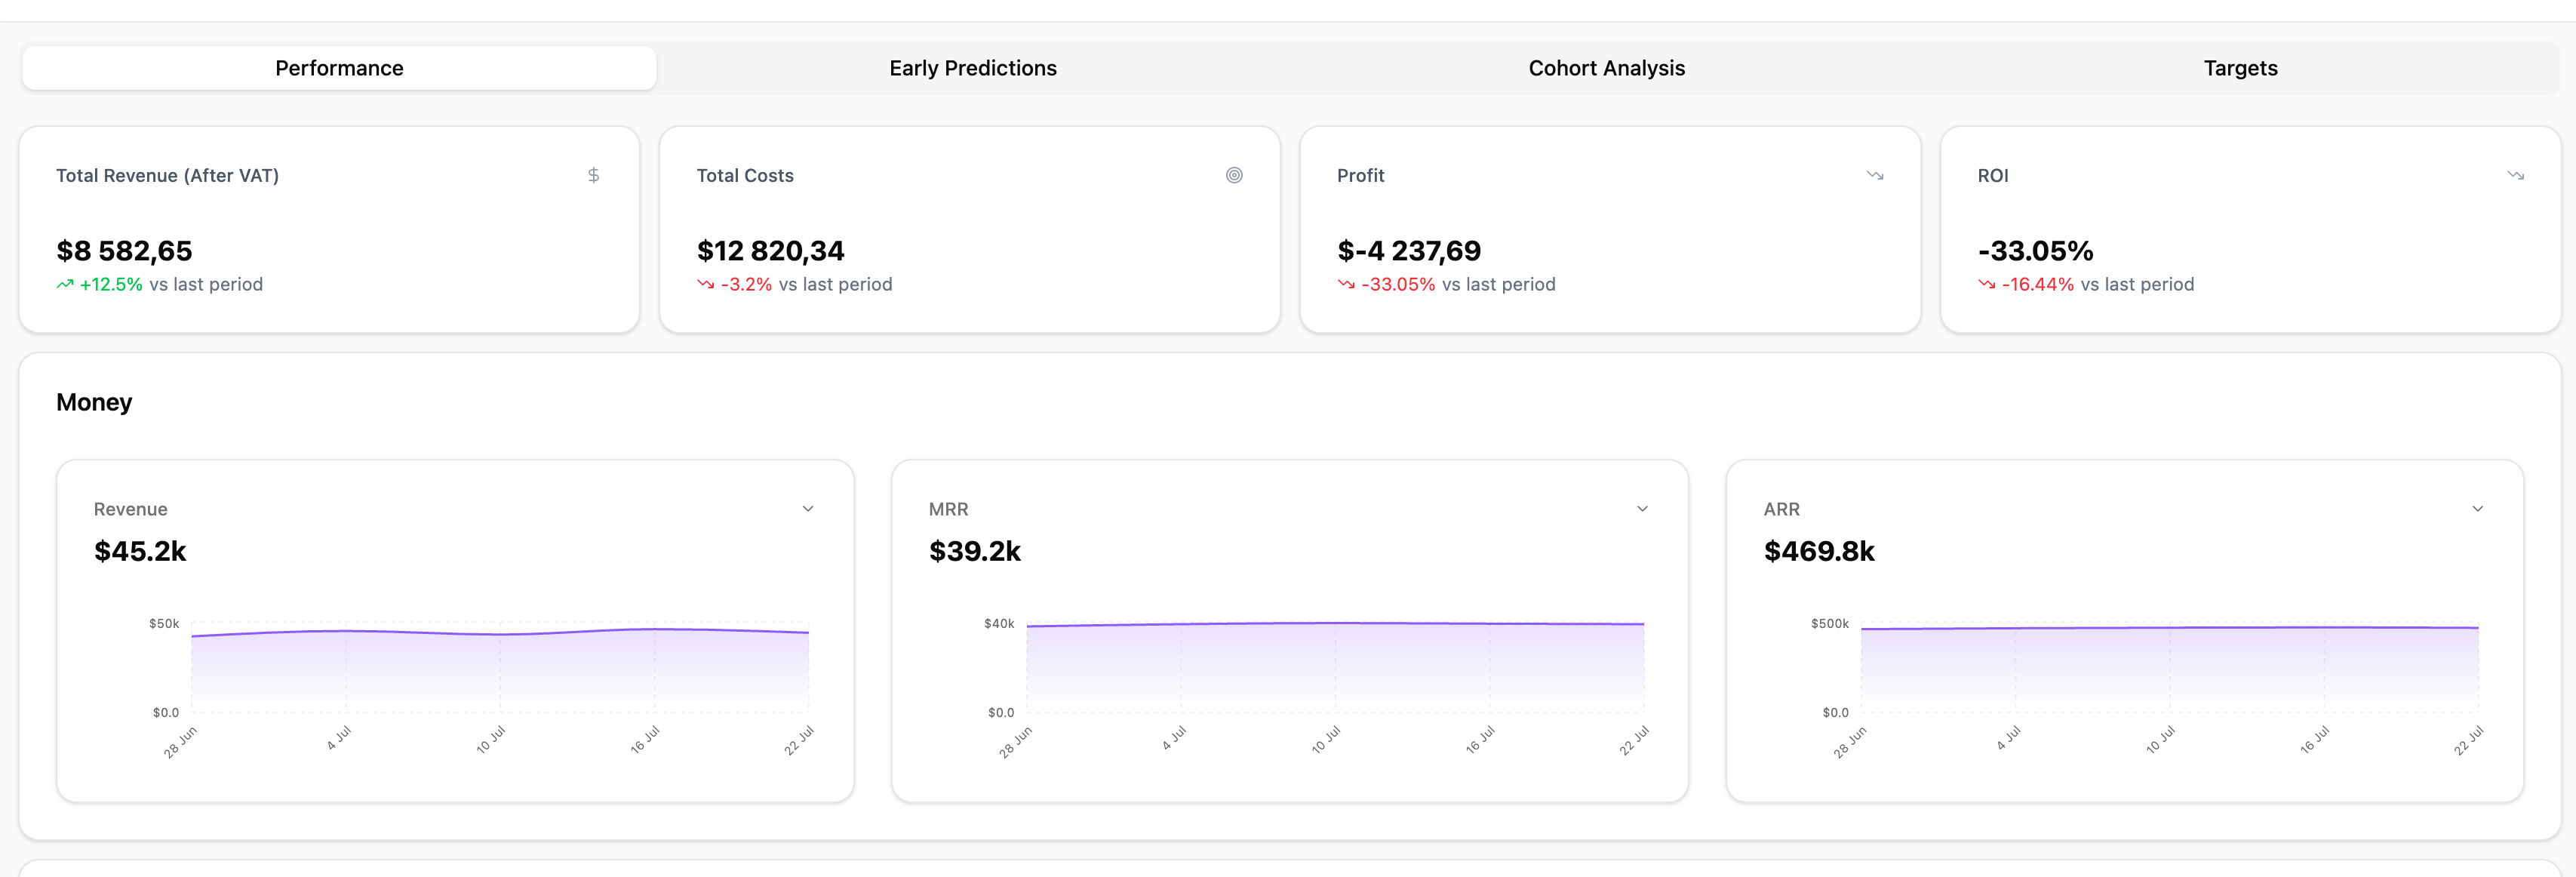 Performance
Early Predictions
Cohort Analysis
Targets
Total Revenue (After VAT)
$8 582,65
+12.5% vs last period
Total Costs
$12 820,34
-3.2% vs last period
Profit
$-4 237,69
-33.05% vs last period
ROI
-33.05%
-16.44% vs last period
Money
Revenue
$45.2k
$50k
$0.0
28 Jun
4 Jul
10 Jul
16 Jul
22 Jul
MRR
$39.2k
$40k
$0.0
28 Jun
4 Jul
10 Jul
16 Jul
22 Jul
ARR
$469.8k
$500k
$0.0
28 Jun
4 Jul
10 Jul
16 Jul
22 Jul